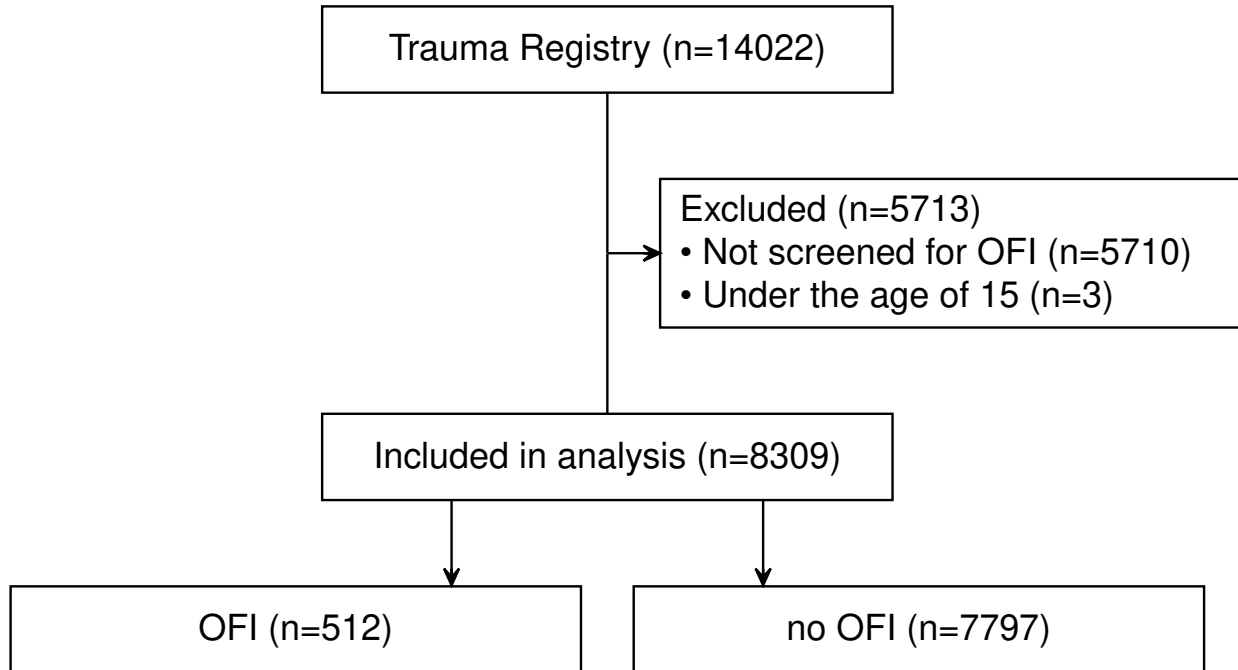 Trauma Registry (n=14022)
Excluded (n=5713)
• Not screened for OFI (n=5710)
• Under the age of 15 (n=3)
Included in analysis (n=8309)
OFI (n=512)
no OFI (n=7797)